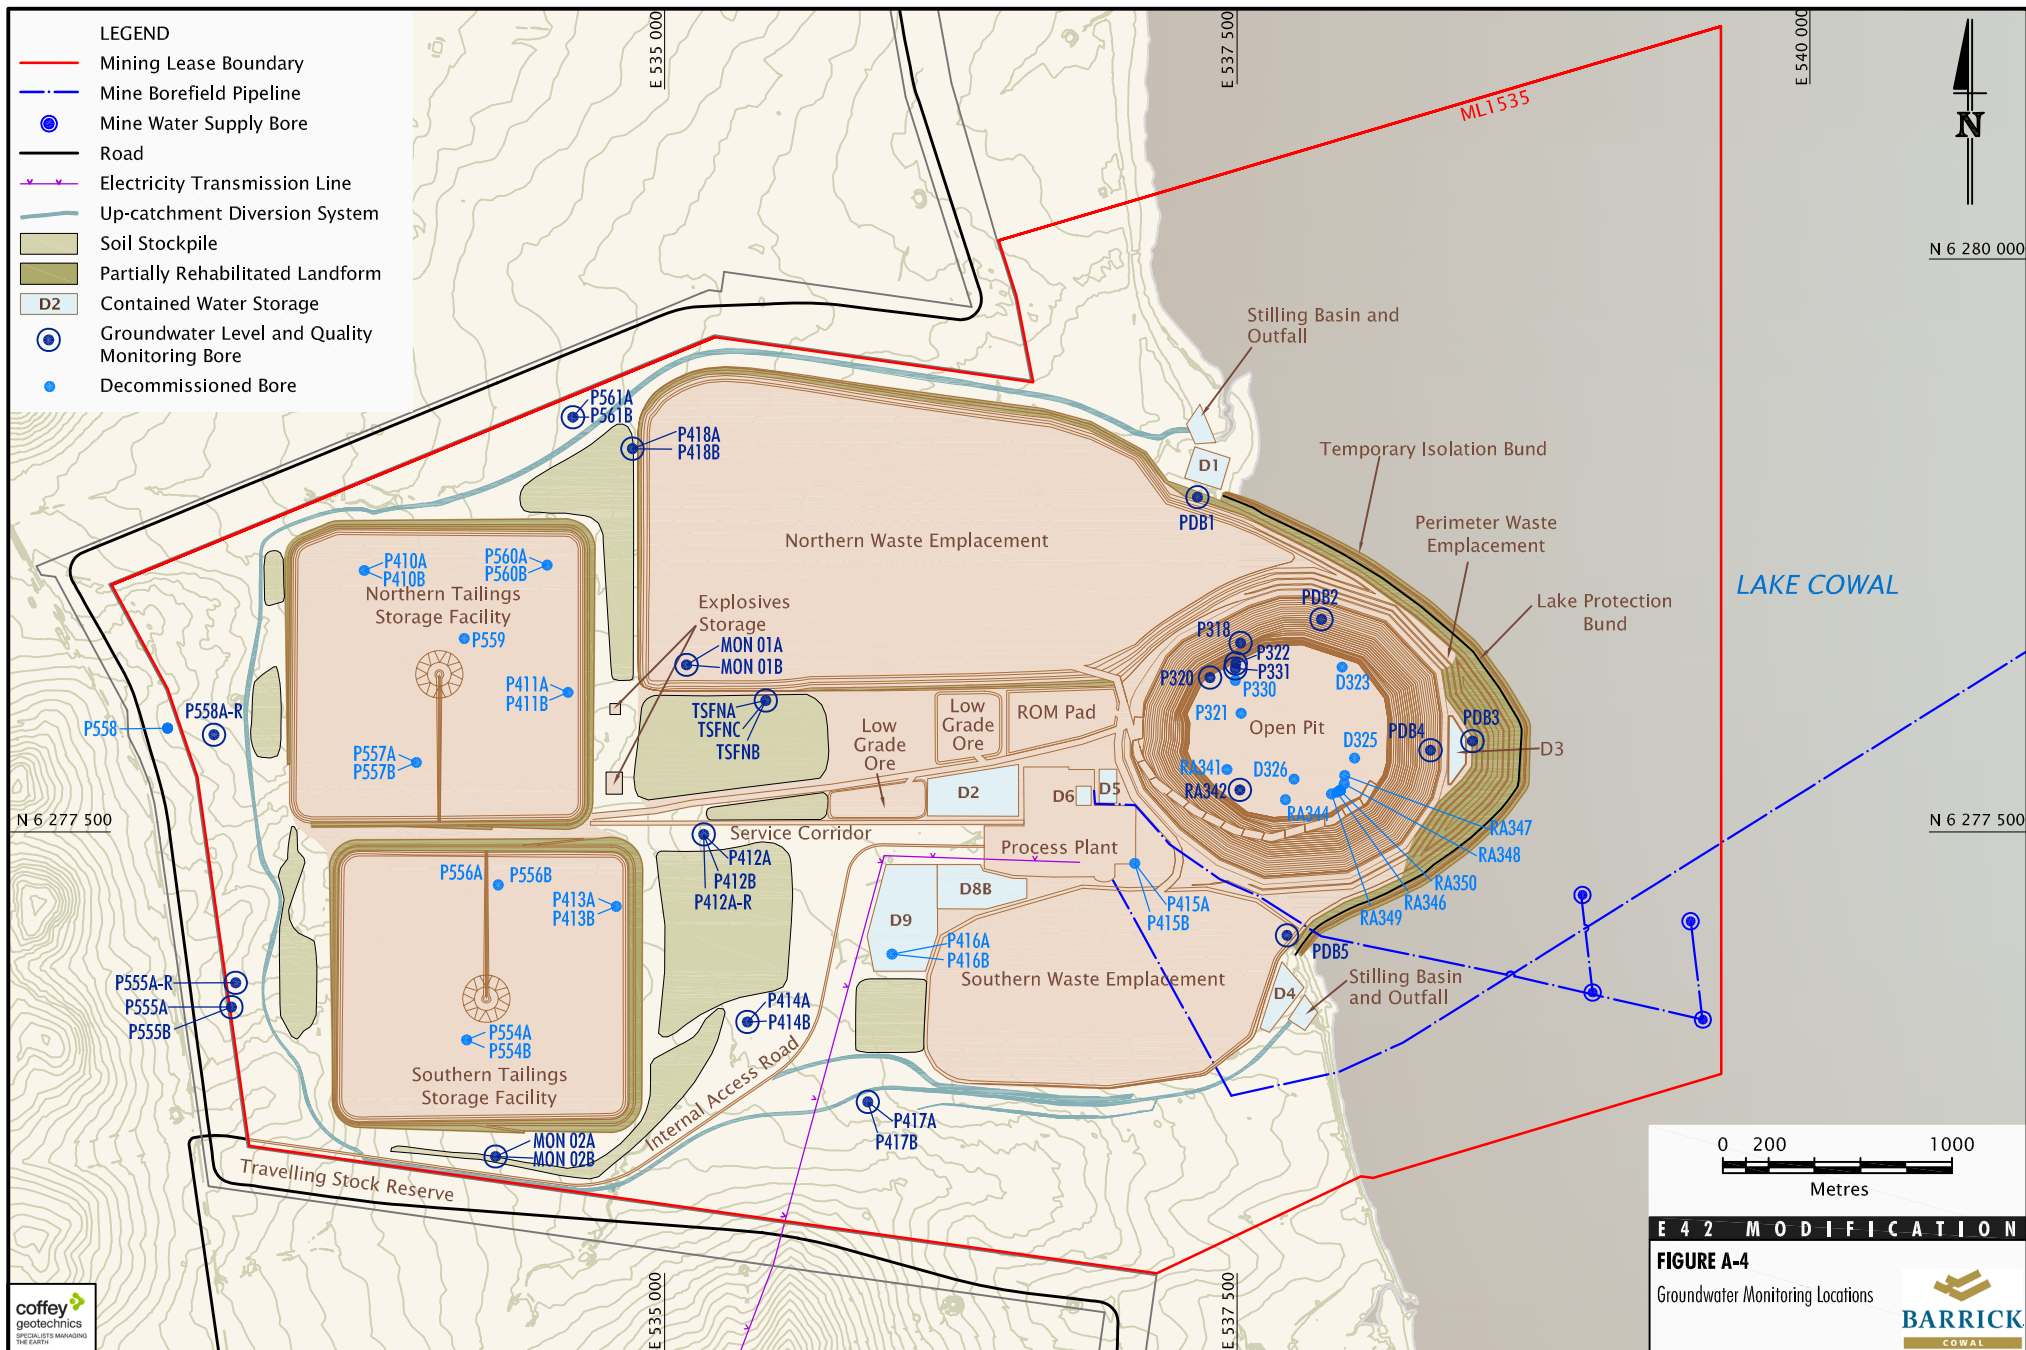 LEGEND
Mining Lease Boundary
Mine Borefield Pipeline
Mine Water Supply Bore
Road
Electricity Transmission Line
Up-catchment Diversion System
Soil Stockpile
Partially Rehabilitated Landform
D2 Contained Water Storage
Groundwater Level and Quality
Monitoring Bore
Decommissioned Bore
E 535 000
E 537 500
E 540 000
ML1535
N
N 6 280 000
Stilling Basin and
Outfall
P561A
P561B
P418A
P418B
D1
PDB1
Temporary Isolation Bund
Perimeter Waste
Emplacement
Northern Waste Emplacement
P410A
P410B
P560A
P560B
Northern Tailings
Storage Facility
P559
Explosives
Storage
MON 01A
MON 01B
PDB2
Lake Protection
Bund
LAKE COWAL
P318
P322
P331
P320
P330
D323
P411A
P411B
P321
Open Pit
P558
P558A-R
TSFNA
TSFNC
TSFNB
Low
Grade
Ore
Low
Grade
Ore
ROM Pad
PDB4
PDB3
D3
P557A
P557B
D325
RA341
D326
RA342
D2
D6
D5
RA344
N 6 277 500
N 6 277 500
Service Corridor
Process Plant
RA347
RA348
RA350
RA346
RA349
P412A
P412B
P412A-R
P556A
P556B
P413A
P413B
D8B
D9
P415A
P415B
P416A
P416B
PDB5
Southern Waste Emplacement
D4
Stilling Basin
and Outfall
P555A-R
P555A
P555B
P414A
P414B
P554A
P554B
Southern Tailings
Storage Facility
Internal Access Road
P417A
P417B
MON 02A
MON 02B
Travelling Stock Reserve
0 200 1000
Metres
E42 MODIFICATION
FIGURE A-4
Groundwater Monitoring Locations
BARRICK
COWAL
E 535 000
E 537 500
coffey
geotechnics
SPECIALISTS MANAGING
THE EARTH